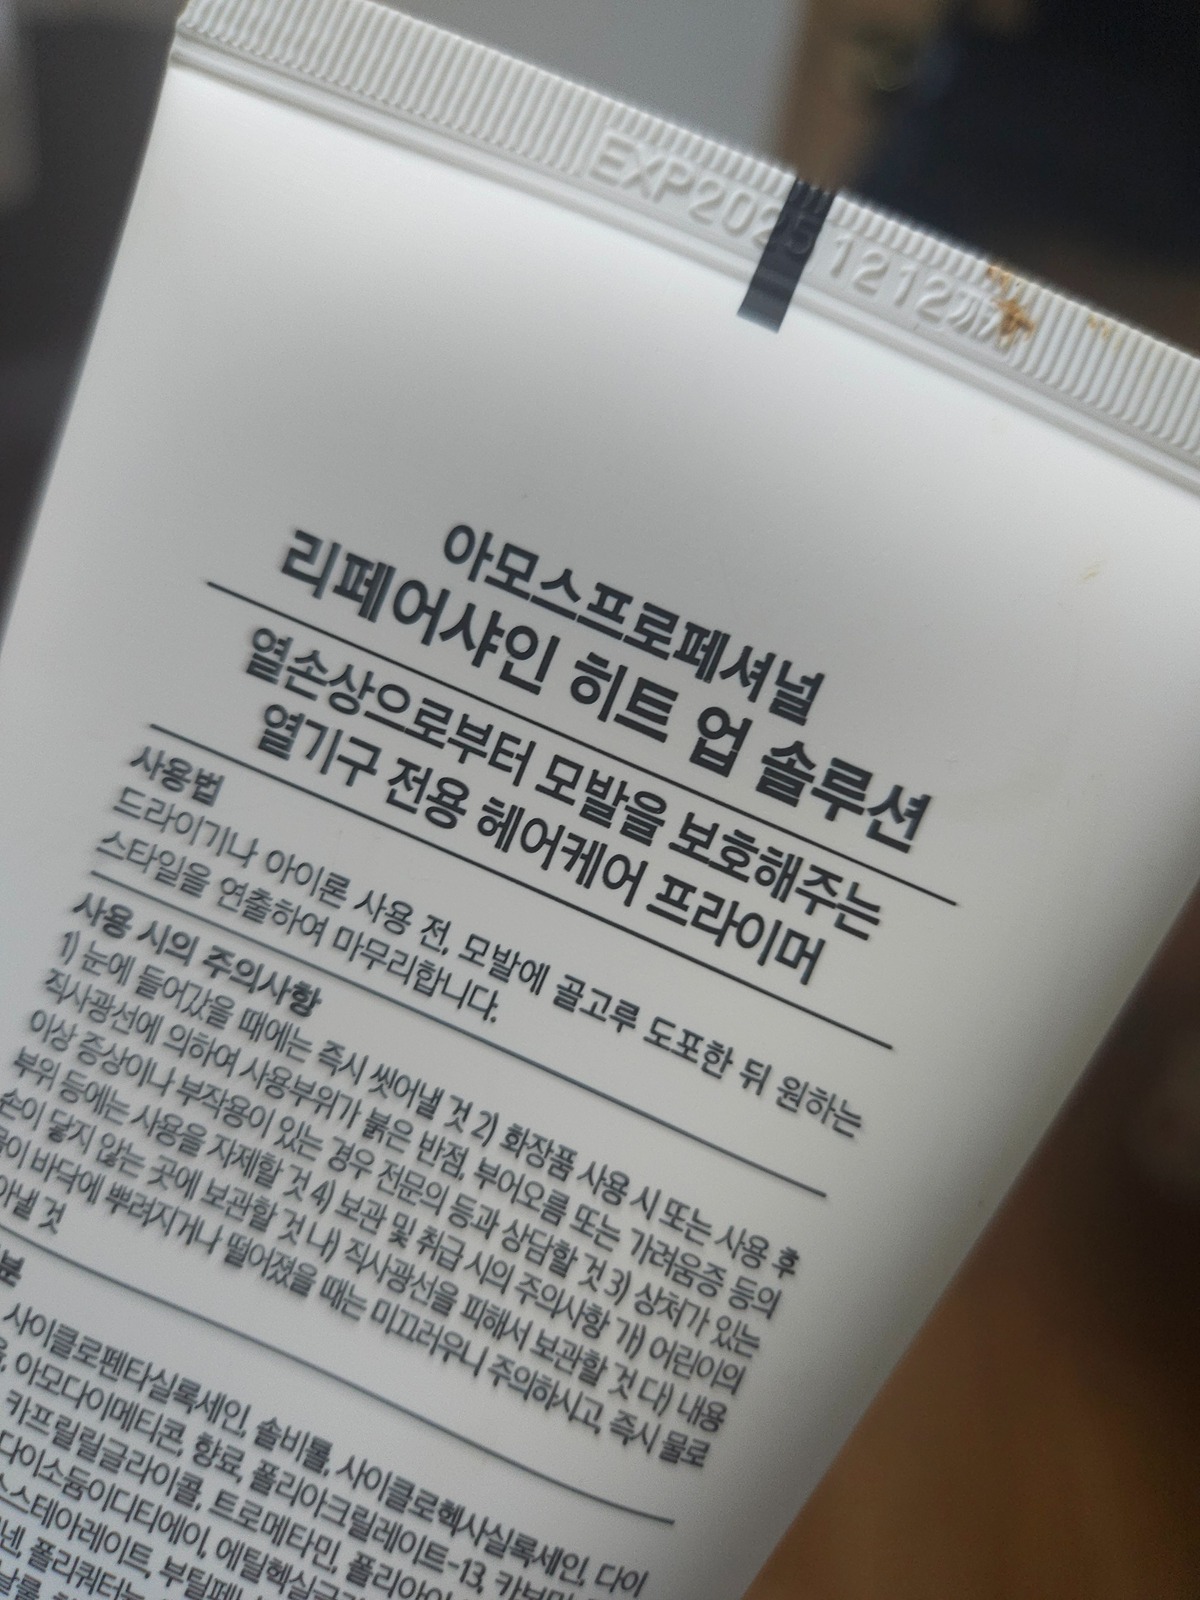 EXP2025 1212까지
아모스프로페셔널
리페어샤인 히트 업 솔루션
열손상으로부터 모발을 보호해주는
열기구 전용 헤어케어 프라이머
사용법
드라이기나 아이론 사용 전, 모발에 골고루 도포한 뒤 원하는
스타일을 연출하여 마무리합니다.
사용 시의 주의사항
1) 눈에 들어갔을 때에는 즉시 씻어낼 것 2) 화장품 사용 시 또는 사용 후
직사광선에 의하여 사용부위가 붉은 반점, 부어오름 또는 가려움증 등의
이상 증상이나 부작용이 있는 경우 전문의 등과 상담할 것 3) 상처가 있는
부위 등에는 사용을 자제할 것 4) 보관 및 취급 시의 주의사항 가) 어린이의
손이 닿지 않는 곳에 보관할 것 나) 직사광선을 피해서 보관할 것 다) 내용
물이 바닥에 뿌려지게나 떨어졌을 때는 미끄러우니 주의하시고, 즉시 물로
것
사이클로펜타실록세인, 솔비톨, 사이클로헥사실록세인, 다이
아모다이메티콘, 향료, 폴리아크릴레이트-13,
카프릴릴글라이콜, 트로메타민,
다이소듐이디티에이,